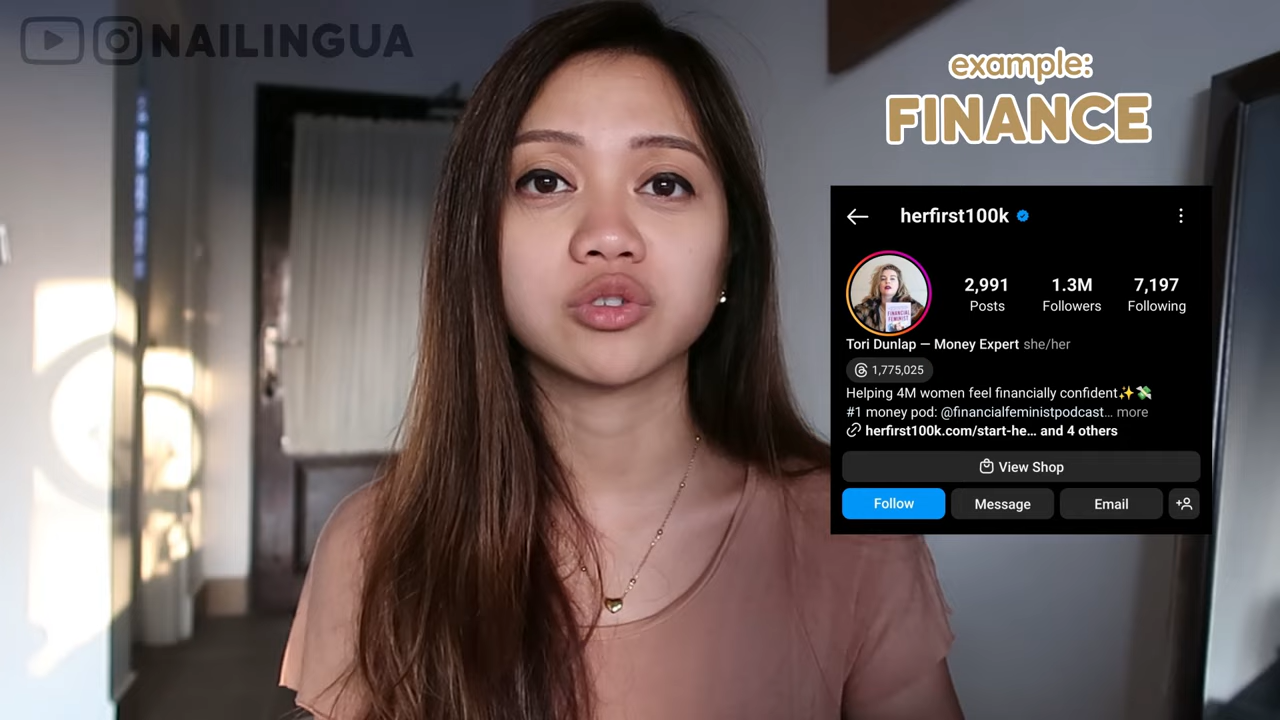 NAILINGUA
example:
FINANCE
herfirst100k
2,991 1.3M 7,197
Posts Followers Following
FINANCIAL
FEMINIST
Tori Dunlap — Money Expert she/her
1,775,025
Helping 4M women feel financially confident✨💸
#1 money pod: @financialfeministpodcast… more
herfirst100k.com/start-he… and 4 others
View Shop
Follow Message Email